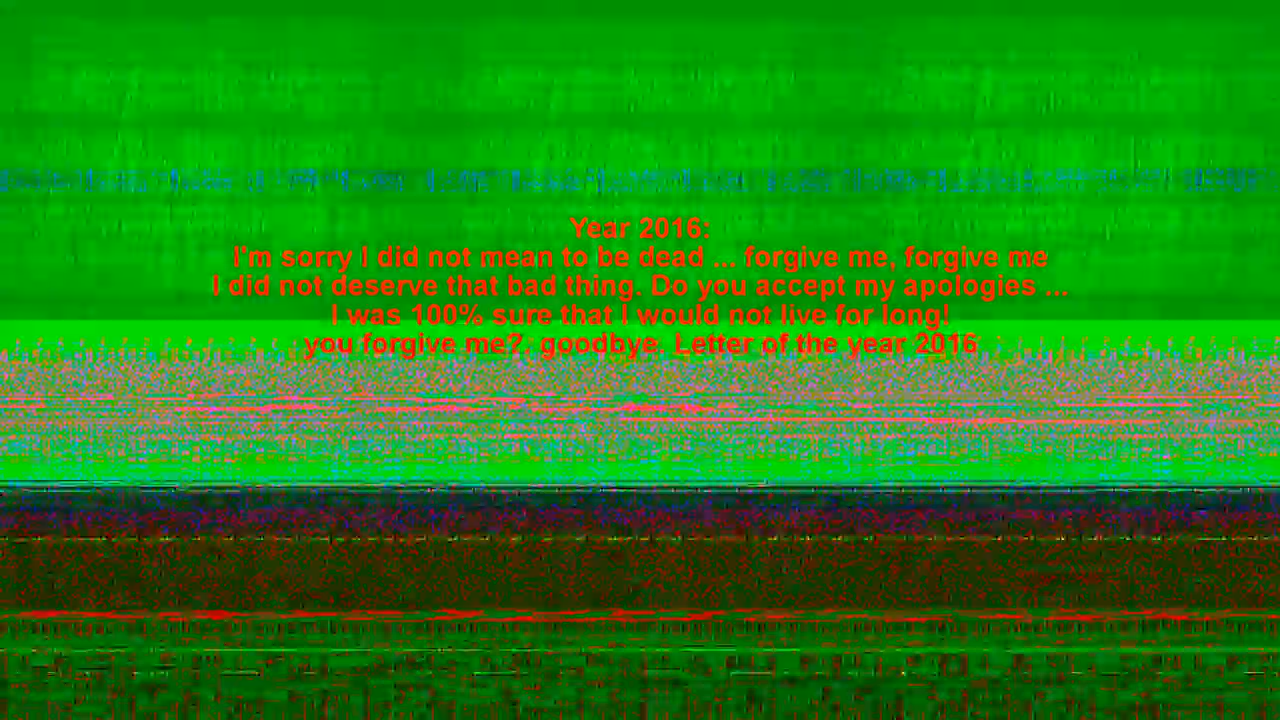 Year 2016:
I'm sorry I did not mean to be dead ... forgive me, forgive me
I did not deserve that bad thing. Do you accept my apologies ...
I was 100% sure that I would not live for long!
you forgive me?, goodbye. Letter of the year 2016